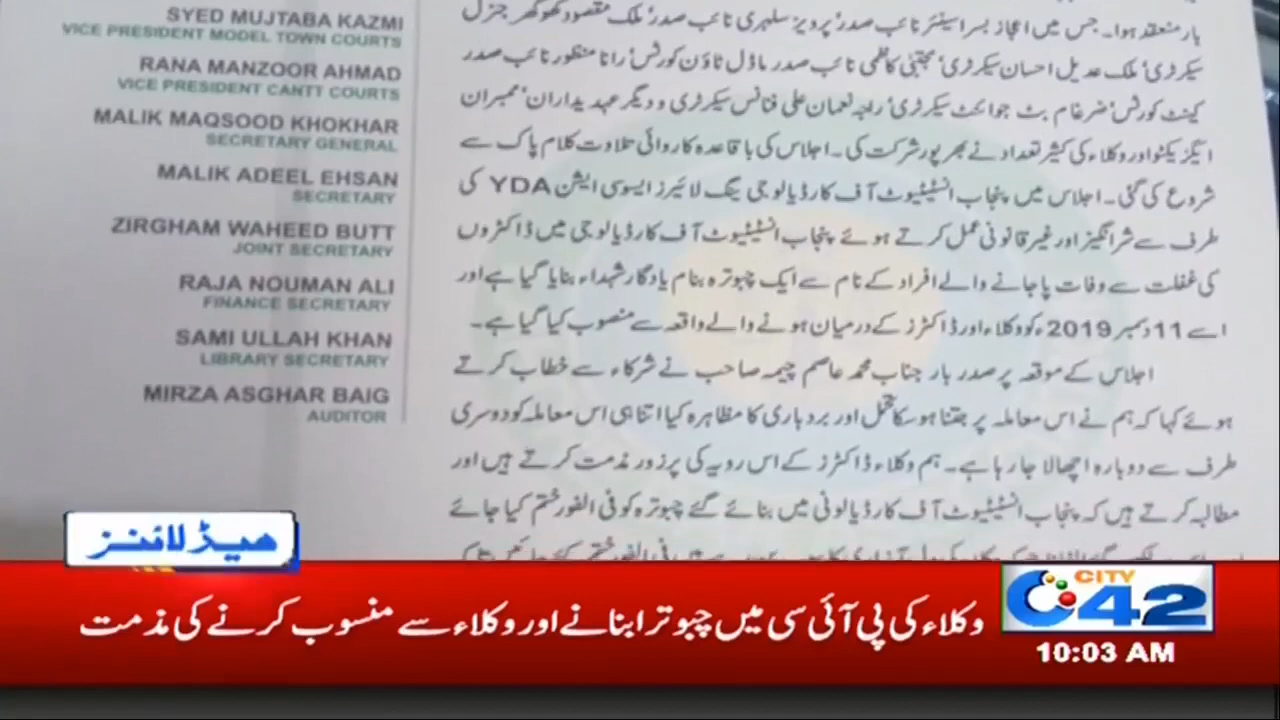 SYED MUJTABA KAZMI
VICE PRESIDENT MODEL TOWN COURTS
RANA MANZOOR AHMAD
VICE PRESIDENT CANTT COURTS
MALIK MAQSOOD KHOKHAR
SECRETARY GENERAL
MALIK ADEEL EHSAN
SECRETARY
ZIRGHAM WAHEED BUTT
JOINT SECRETARY
RAJA NOUMAN ALI
FINANCE SECRETARY
SAMI ULLAH KHAN
LIBRARY SECRETARY
MIRZA ASGHAR BAIG
AUDITOR
بار منعقد ہوا۔ جس میں اعجاز بسرا سینئر نائب صدر' پرویز سلہری نائب صدر' ملک مقصود کھوکھر جنرل
سیکرٹری' ملک عدیل احسان سیکرٹری' مجتبیٰ کاظمی نائب صدر ماڈل ٹاؤن کورٹس' رانا منظور نائب صدر
کینٹ کورٹس' ضرغام بٹ جوائنٹ سیکرٹری' راجہ نعمان علی فنانس سیکرٹری و دیگر عہدیداران' ممبران
ایگزیکٹو اور وکلاء کی کثیر تعداد نے بھرپور شرکت کی۔ اجلاس کی باقاعدہ کاروائی تلاوت کلام پاک سے
شروع کی گئی۔ اجلاس میں پنجاب انسٹیٹیوٹ آف کارڈیالوجی ینگ لائیرز ایسوسی ایشن YDA کی
طرف سے شرانگیز اور غیر قانونی عمل کرتے ہوئے پنجاب انسٹیٹیوٹ آف کارڈیالوجی میں ڈاکٹروں
کی غفلت سے وفات پا جانے والے افراد کے نام سے ایک چبوترہ بنام یادگار شہداء بنایا گیا ہے اور
اسے 11 دسمبر 2019ء کو وکلاء اور ڈاکٹرز کے درمیان ہونے والے واقعہ سے منصوب کیا گیا ہے۔
اجلاس کے موقعہ پر صدر بار جناب محمد عاصم چیمہ صاحب نے شرکاء سے خطاب کرتے
ہوئے کہا کہ ہم نے اس معاملہ پر جتنا ہو سکا تحمل اور بردباری کا مظاہرہ کیا اتنا ہی اس معاملہ کو دوسری
طرف سے دوبارہ اچھالا جا رہا ہے۔ ہم وکلاء ڈاکٹرز کے اس رویہ کی پرزور مذمت کرتے ہیں اور
مطالبہ کرتے ہیں کہ پنجاب انسٹیٹیوٹ آف کارڈیالوئی میں بنائے گئے چبوترہ کو فی الفور ختم کیا جائے
ہیڈلائنز
وکلاء کی پی آئی سی میں چبوترا بنانے اور وکلاء سے منسوب کرنے کی مذمت
CITY
42
10:03 AM